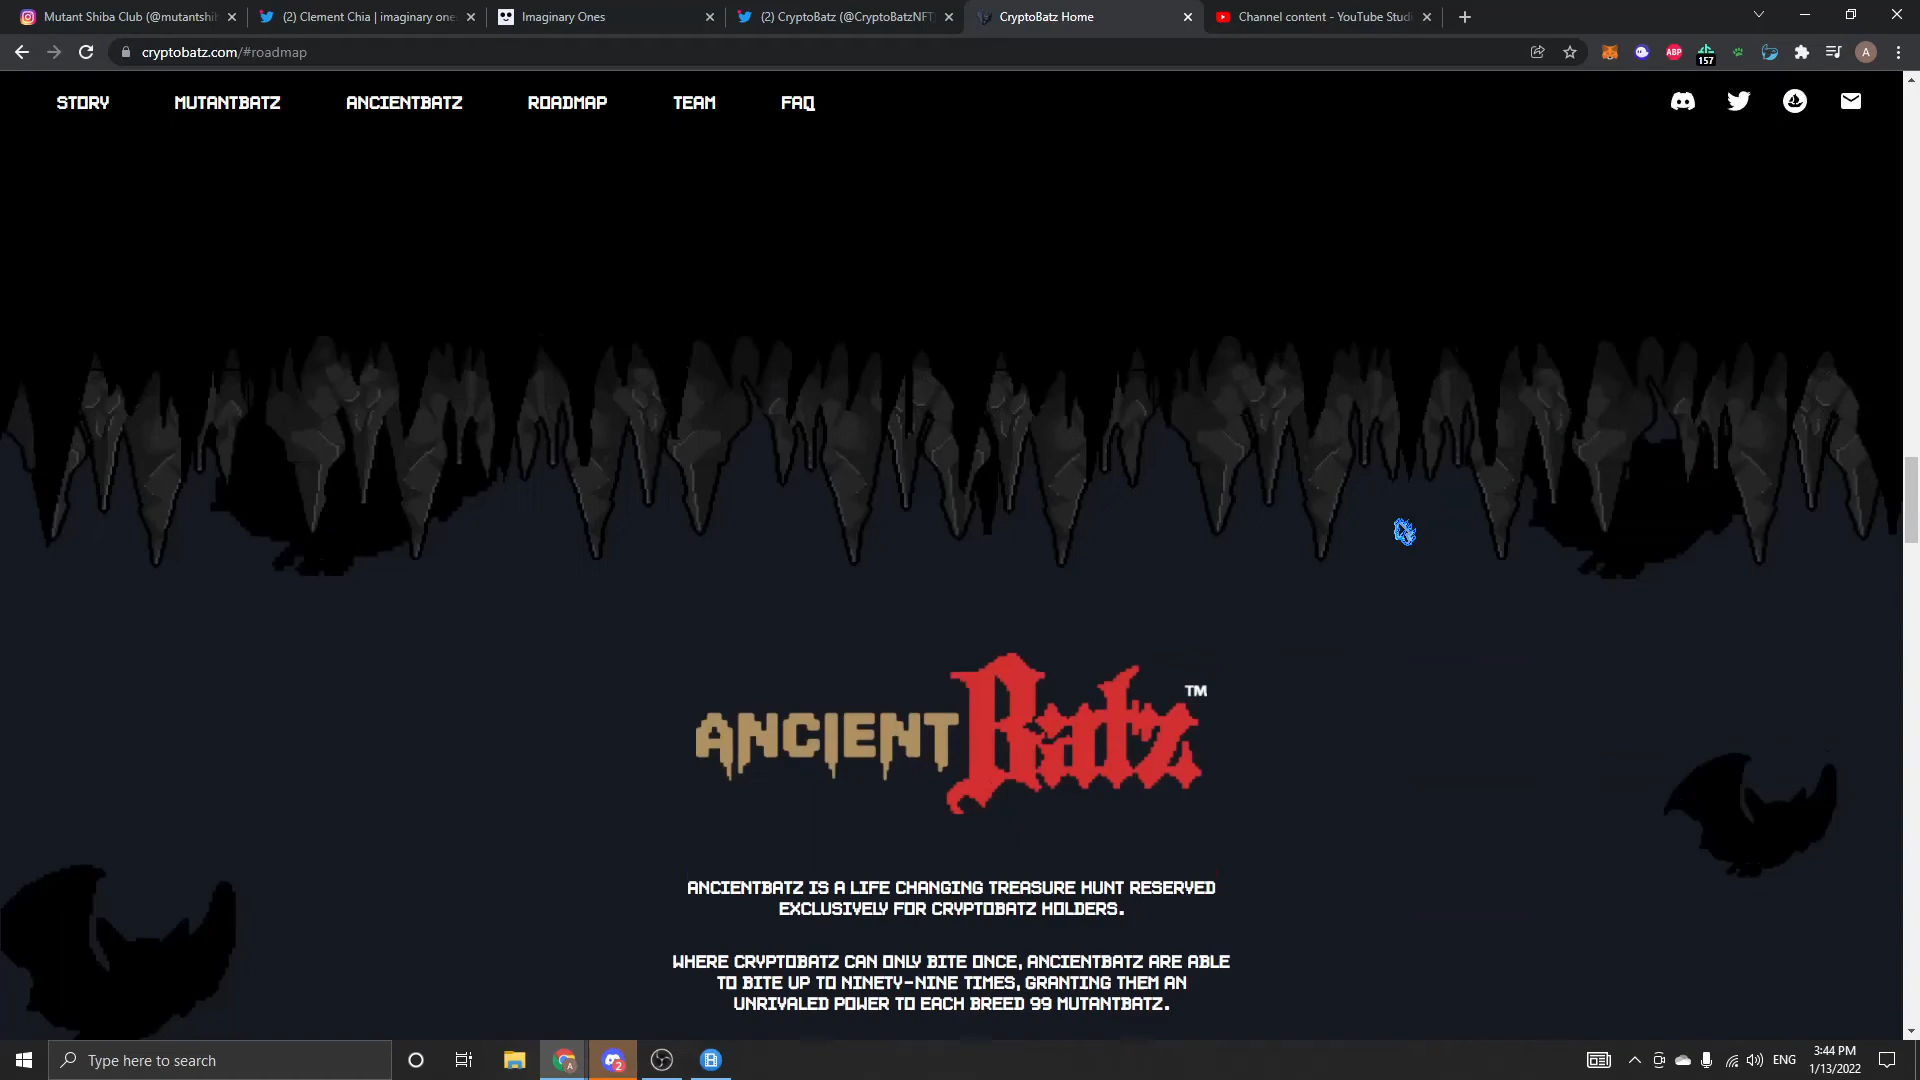 Mutant Shiba Club (@mutantshib
(2) Clement Chia | imaginary one
Imaginary Ones
(2) CryptoBatz (@CryptoBatzNFT)
CryptoBatz Home
Channel content - YouTube Studi
cryptobatz.com/#roadmap
ABP
157
A
STORY
MUTANTBATZ
ANCIENTBATZ
ROADMAP
TEAM
FAQ
ANCIENT Batz TM
ANCIENTBATZ IS A LIFE CHANGING TREASURE HUNT RESERVED
EXCLUSIVELY FOR CRYPTOBATZ HOLDERS.
WHERE CRYPTOBATZ CAN ONLY BITE ONCE, ANCIENTBATZ ARE ABLE
TO BITE UP TO NINETY-NINE TIMES, GRANTING THEM AN
UNRIVALED POWER TO EACH BREED 99 MUTANTBATZ.
Type here to search
A
2
ENG
3:44 PM
1/13/2022